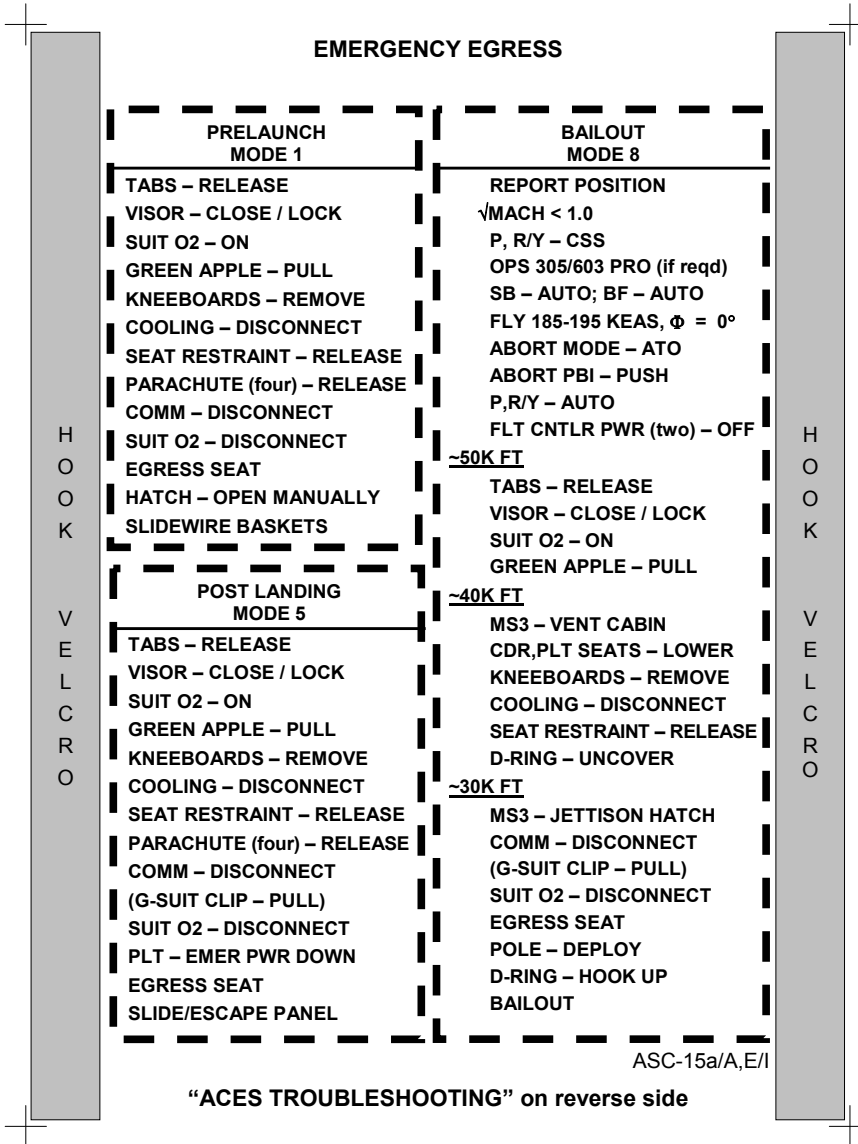 EMERGENCY EGRESS
PRELAUNCH
MODE 1
TABS – RELEASE
VISOR – CLOSE / LOCK
SUIT O2 – ON
GREEN APPLE – PULL
KNEEBOARDS – REMOVE
COOLING – DISCONNECT
SEAT RESTRAINT – RELEASE
PARACHUTE (four) – RELEASE
COMM – DISCONNECT
SUIT O2 – DISCONNECT
EGRESS SEAT
HATCH – OPEN MANUALLY
SLIDEWIRE BASKETS
POST LANDING
MODE 5
TABS – RELEASE
VISOR – CLOSE / LOCK
SUIT O2 – ON
GREEN APPLE – PULL
KNEEBOARDS – REMOVE
COOLING – DISCONNECT
SEAT RESTRAINT – RELEASE
PARACHUTE (four) – RELEASE
COMM – DISCONNECT
(G-SUIT CLIP – PULL)
SUIT O2 – DISCONNECT
PLT – EMER PWR DOWN
EGRESS SEAT
SLIDE/ESCAPE PANEL
BAILOUT
MODE 8
REPORT POSITION
√MACH < 1.0
P, R/Y – CSS
OPS 305/603 PRO (if reqd)
SB – AUTO; BF – AUTO
FLY 185-195 KEAS, Φ = 0°
ABORT MODE – ATO
ABORT PBI – PUSH
P,R/Y – AUTO
FLT CNTLR PWR (two) – OFF
~50K FT
TABS – RELEASE
VISOR – CLOSE / LOCK
SUIT O2 – ON
GREEN APPLE – PULL
~40K FT
MS3 – VENT CABIN
CDR,PLT SEATS – LOWER
KNEEBOARDS – REMOVE
COOLING – DISCONNECT
SEAT RESTRAINT – RELEASE
D-RING – UNCOVER
~30K FT
MS3 – JETTISON HATCH
COMM – DISCONNECT
(G-SUIT CLIP – PULL)
SUIT O2 – DISCONNECT
EGRESS SEAT
POLE – DEPLOY
D-RING – HOOK UP
BAILOUT
HOOK VELCRO
HOOK VELCRO
ASC-15a/A,E/I
“ACES TROUBLESHOOTING” on reverse side